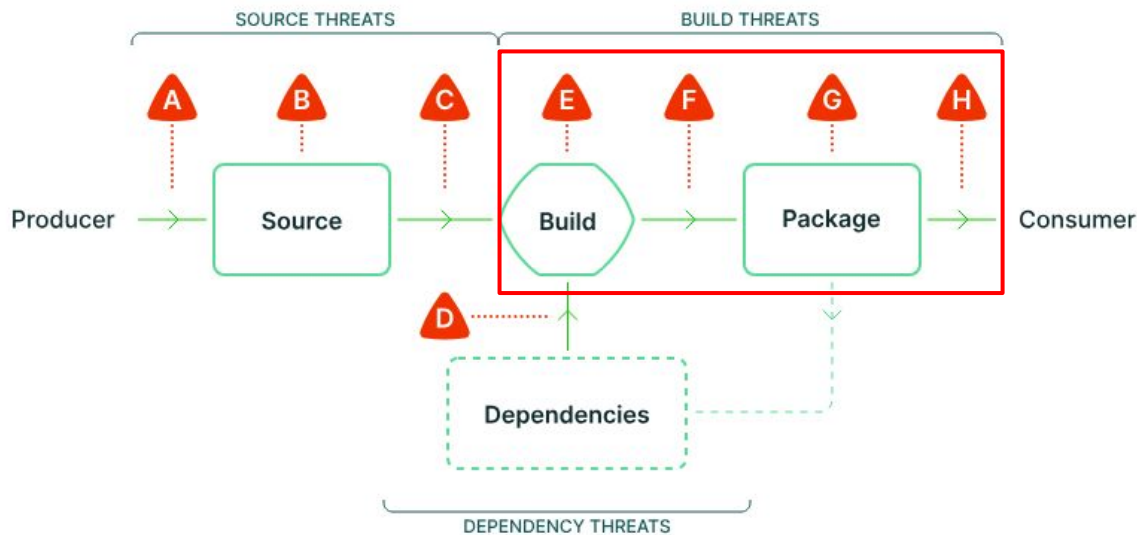 SOURCE THREATS
BUILD THREATS
A
B
C
E
F
G
H
Producer
Source
Build
Package
Consumer
D
Dependencies
DEPENDENCY THREATS